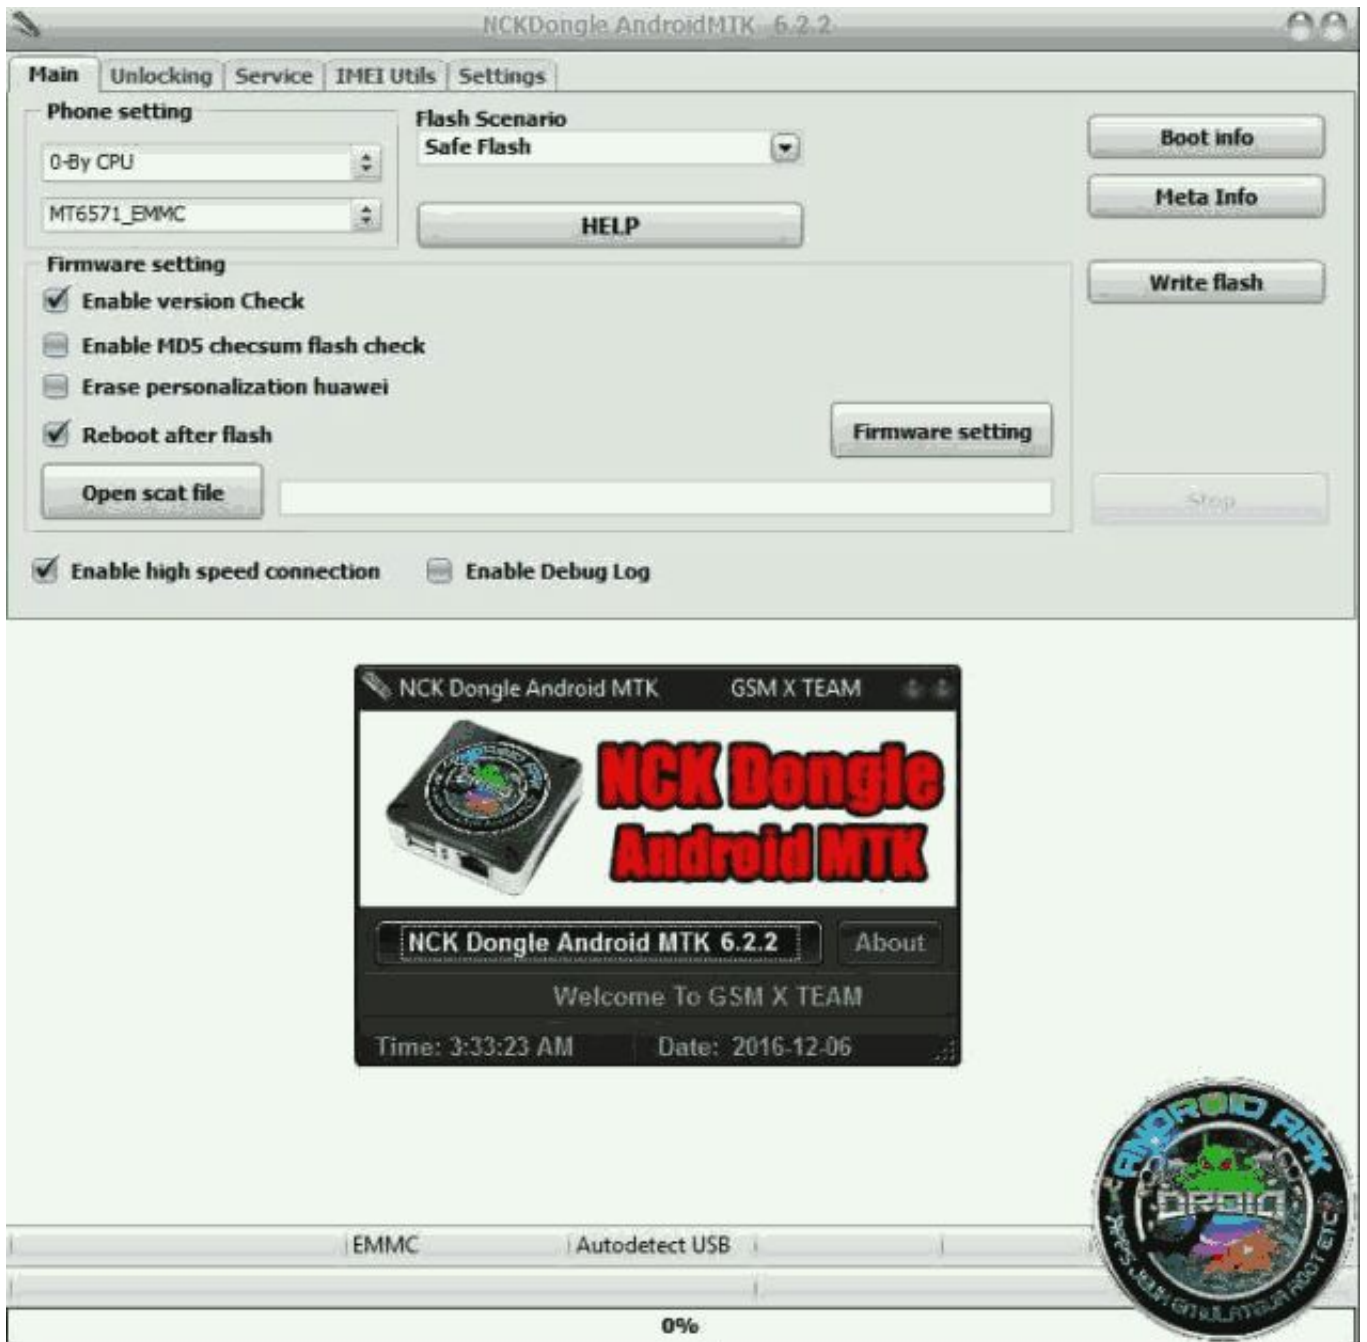 NCKDongle AndroidMTK 6.2.2
Main Unlocking Service IMEI Utils Settings
Phone setting
0-By CPU
MT6571_EMMC
Flash Scenario
Safe Flash
HELP
Boot info
Meta Info
Write flash
Firmware setting
Enable version Check
Enable MD5 checsum flash check
Erase personalization huawei
Reboot after flash
Firmware setting
Open scat file
Stop
Enable high speed connection Enable Debug Log
NCK Dongle Android MTK GSM X TEAM
NCK Dongle
Android MTK
NCK Dongle Android MTK 6.2.2 About
Welcome To GSM X TEAM
Time: 3:33:23 AM Date: 2016-12-06
ANDROID APK
DROID
EMMC Autodetect USB
0%